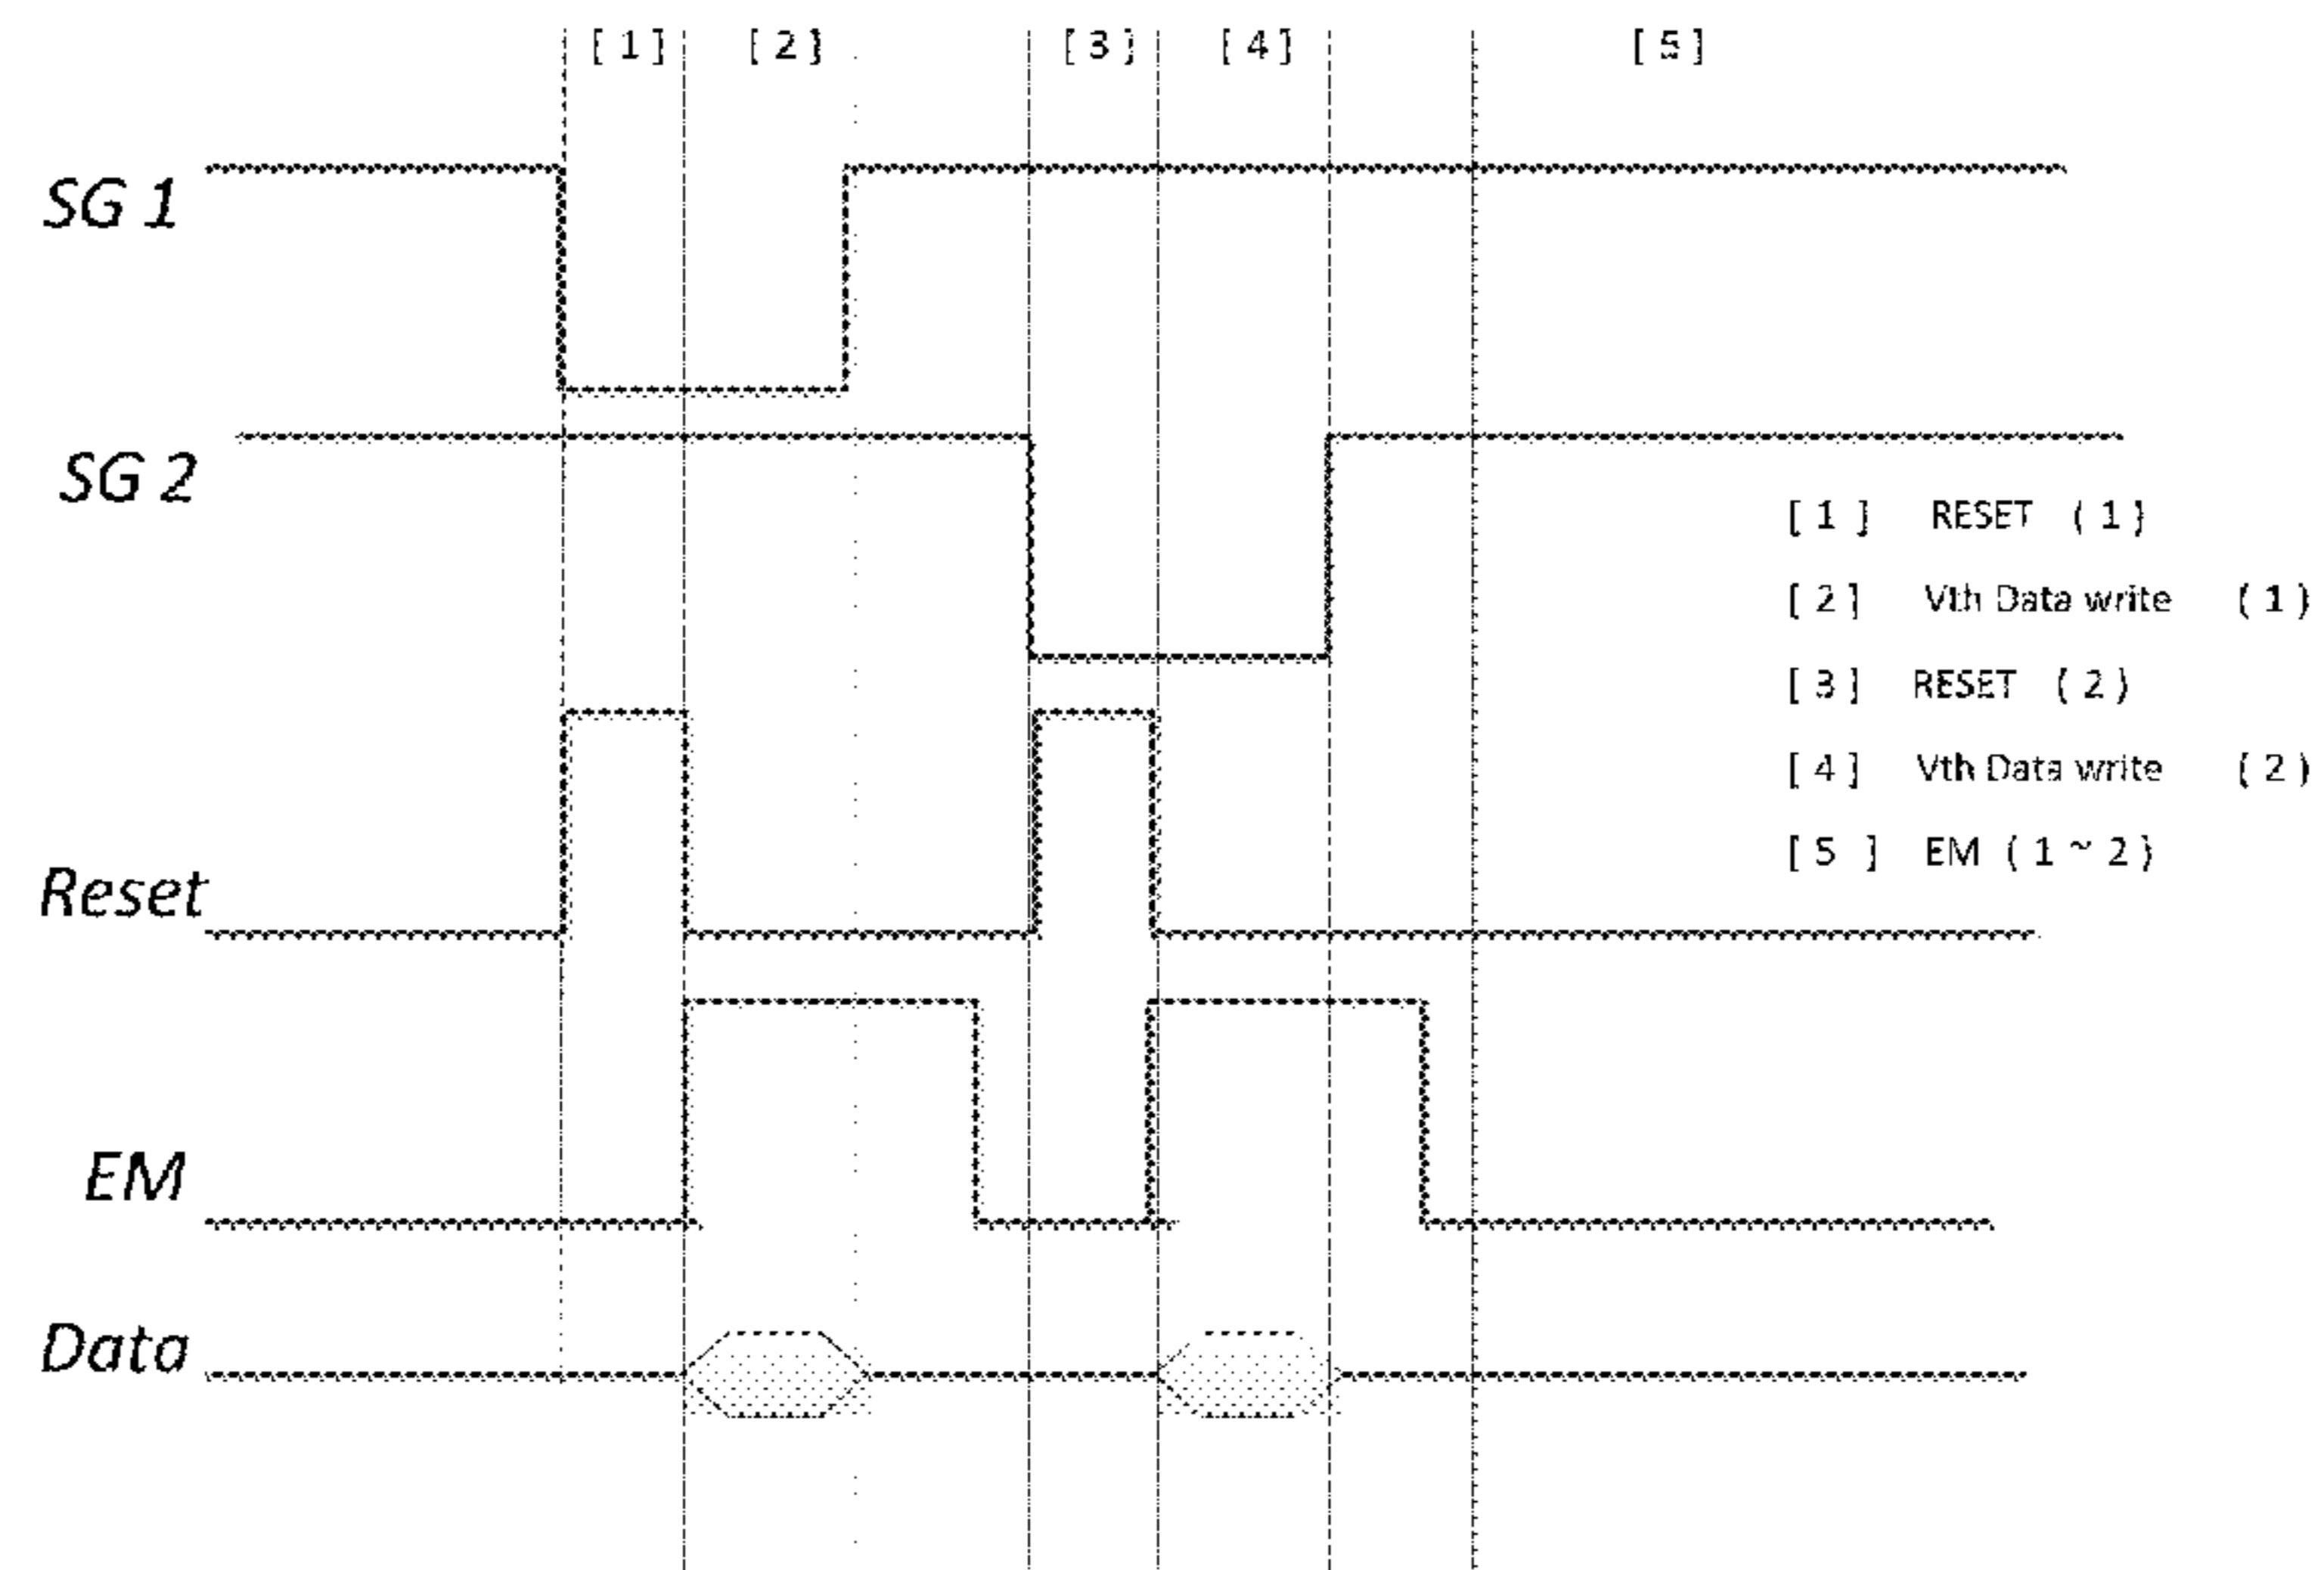 [ 1 ] [ 2 ] [ 3 ] [ 4 ] [ 5 ]
SG 1
SG 2
[ 1 ] RESET ( 1 )
[ 2 ] Vth Data write ( 1 )
[ 3 ] RESET ( 2 )
[ 4 ] Vth Data write ( 2 )
[ 5 ] EM ( 1 ~ 2 )
Reset
EM
Data